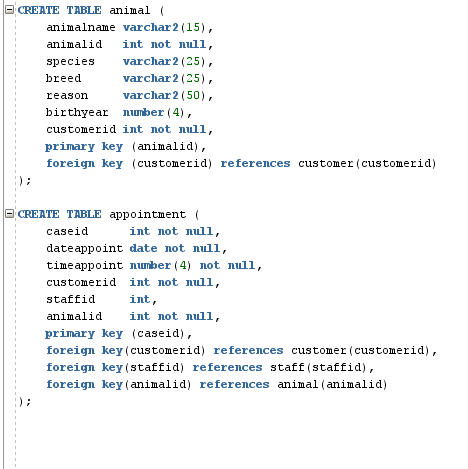 CREATE TABLE animal (
animalname varchar2(15),
animalid int not null,
species varchar2(25),
breed varchar2(25),
reason varchar2(50),
birthyear number(4),
customerid int not null,
primary key (animalid),
foreign key (customerid) references customer(customerid)
);
CREATE TABLE appointment (
caseid int not null,
dateappoint date not null,
timeappoint number(4) not null,
customerid int not null,
staffid int,
animalid int not null,
primary key (caseid),
foreign key(customerid) references customer(customerid),
foreign key(staffid) references staff(staffid),
foreign key(animalid) references animal(animalid)
);